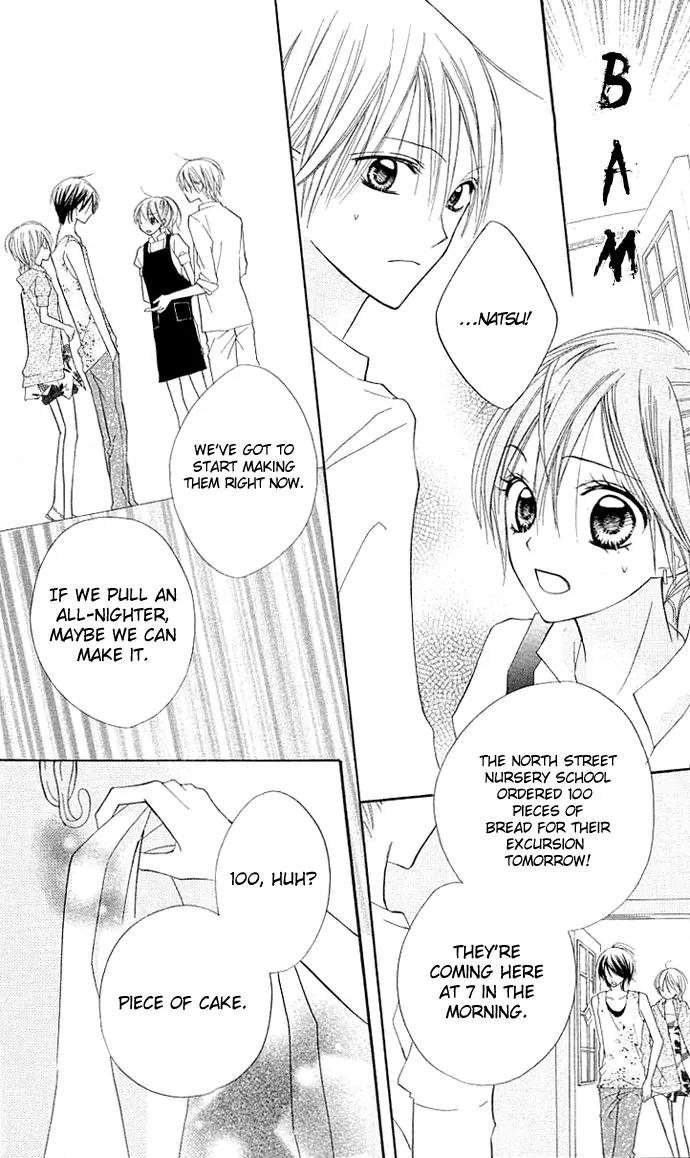 BAM
...NATSU!
THE NORTH STREET
NURSERY SCHOOL
ORDERED 100
PIECES OF
BREAD FOR THEIR
EXCURSION
TOMORROW!
THEY'RE
COMING HERE
AT 7 IN THE
MORNING.
WE'VE GOT TO
START MAKING
THEM RIGHT NOW.
IF WE PULL AN
ALL-NIGHTER,
MAYBE WE CAN
MAKE IT.
100, HUH?
PIECE OF CAKE.